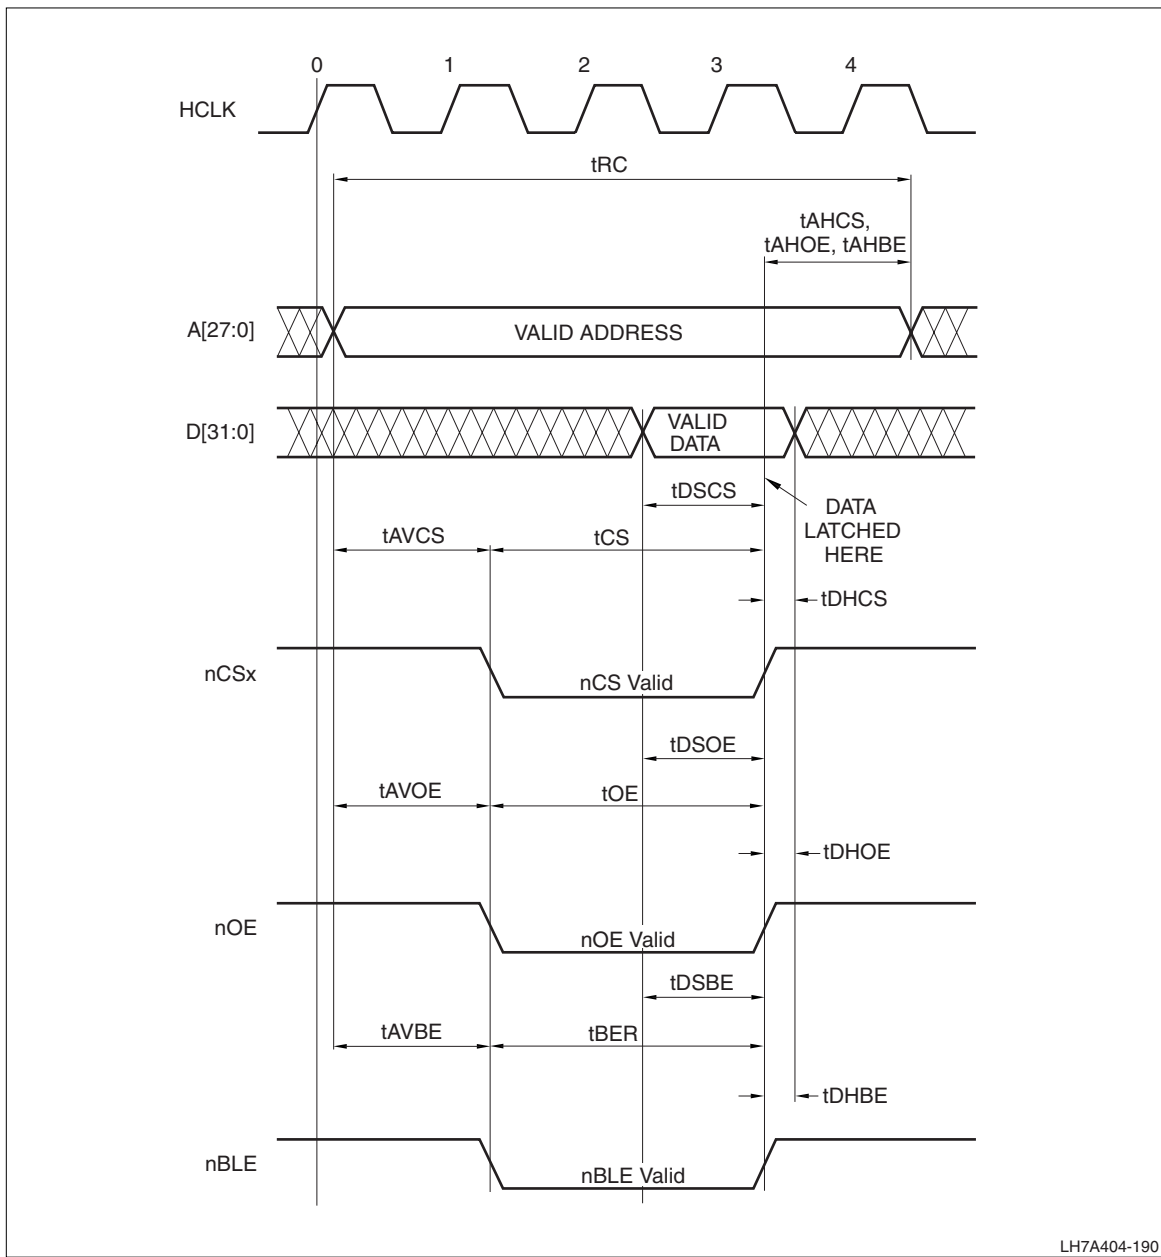 0 1 2 3 4
HCLK
tRC
tAHCS,
tAHOE, tAHBE
A[27:0] VALID ADDRESS
D[31:0] VALID
DATA
tDSCS
DATA
LATCHED
HERE
tAVCS tCS
tDHCS
nCSx nCS Valid
tDSOE
tAVOE tOE
tDHOE
nOE nOE Valid
tDSBE
tAVBE tBER
tDHBE
nBLE nBLE Valid
LH7A404-190